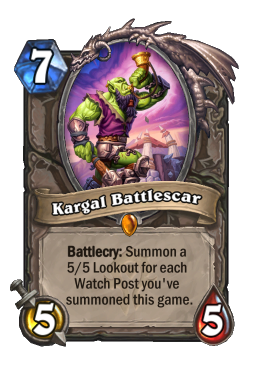 7
Kargal Battlescar
Battlecry: Summon a
5/5 Lookout for each
Watch Post you've
summoned this game.
5 5